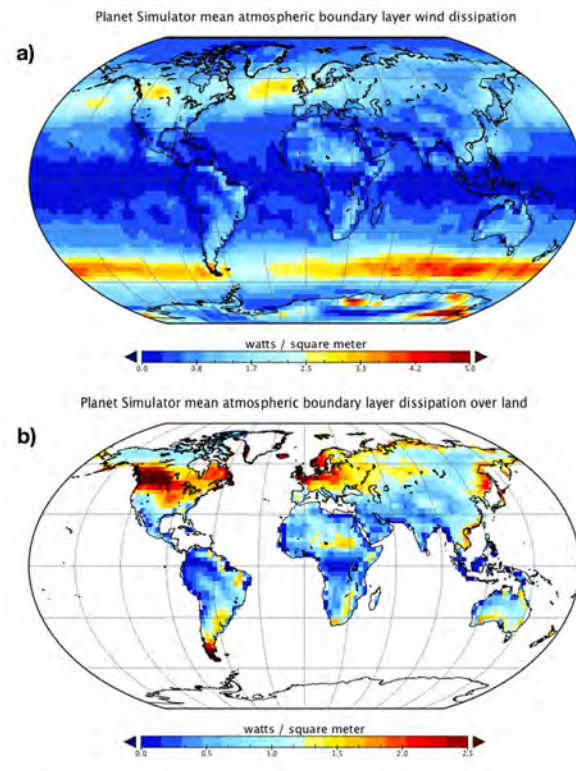 Planet Simulator mean atmospheric boundary layer wind dissipation
a)
watts / square meter
0.0 0.8 1.7 2.5 3.3 4.2 5.0
Planet Simulator mean atmospheric boundary layer dissipation over land
b)
watts / square meter
0.0 0.5 1.0 1.5 2.0 2.5